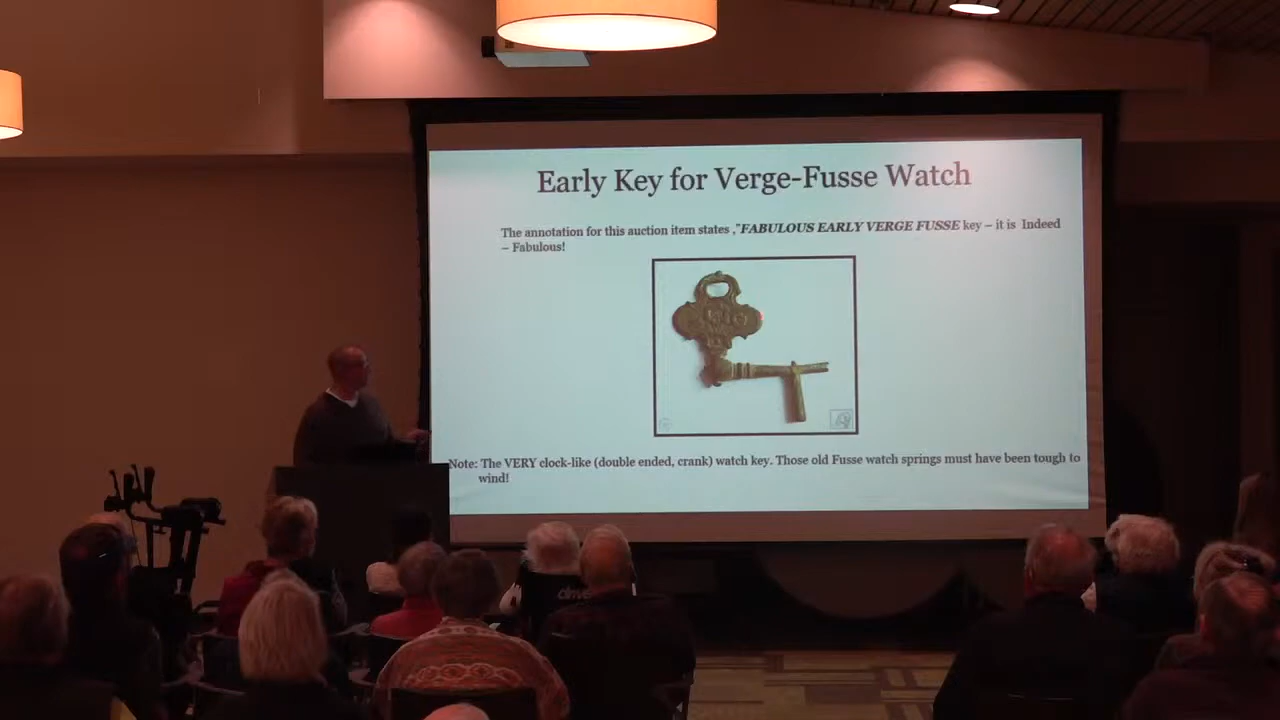 Early Key for Verge-Fusse Watch
The annotation for this auction item states ,"FABULOUS EARLY VERGE FUSSE key – it is Indeed
– Fabulous!
Note: The VERY clock-like (double ended, crank) watch key. Those old Fusse watch springs must have been tough to
wind!
drive